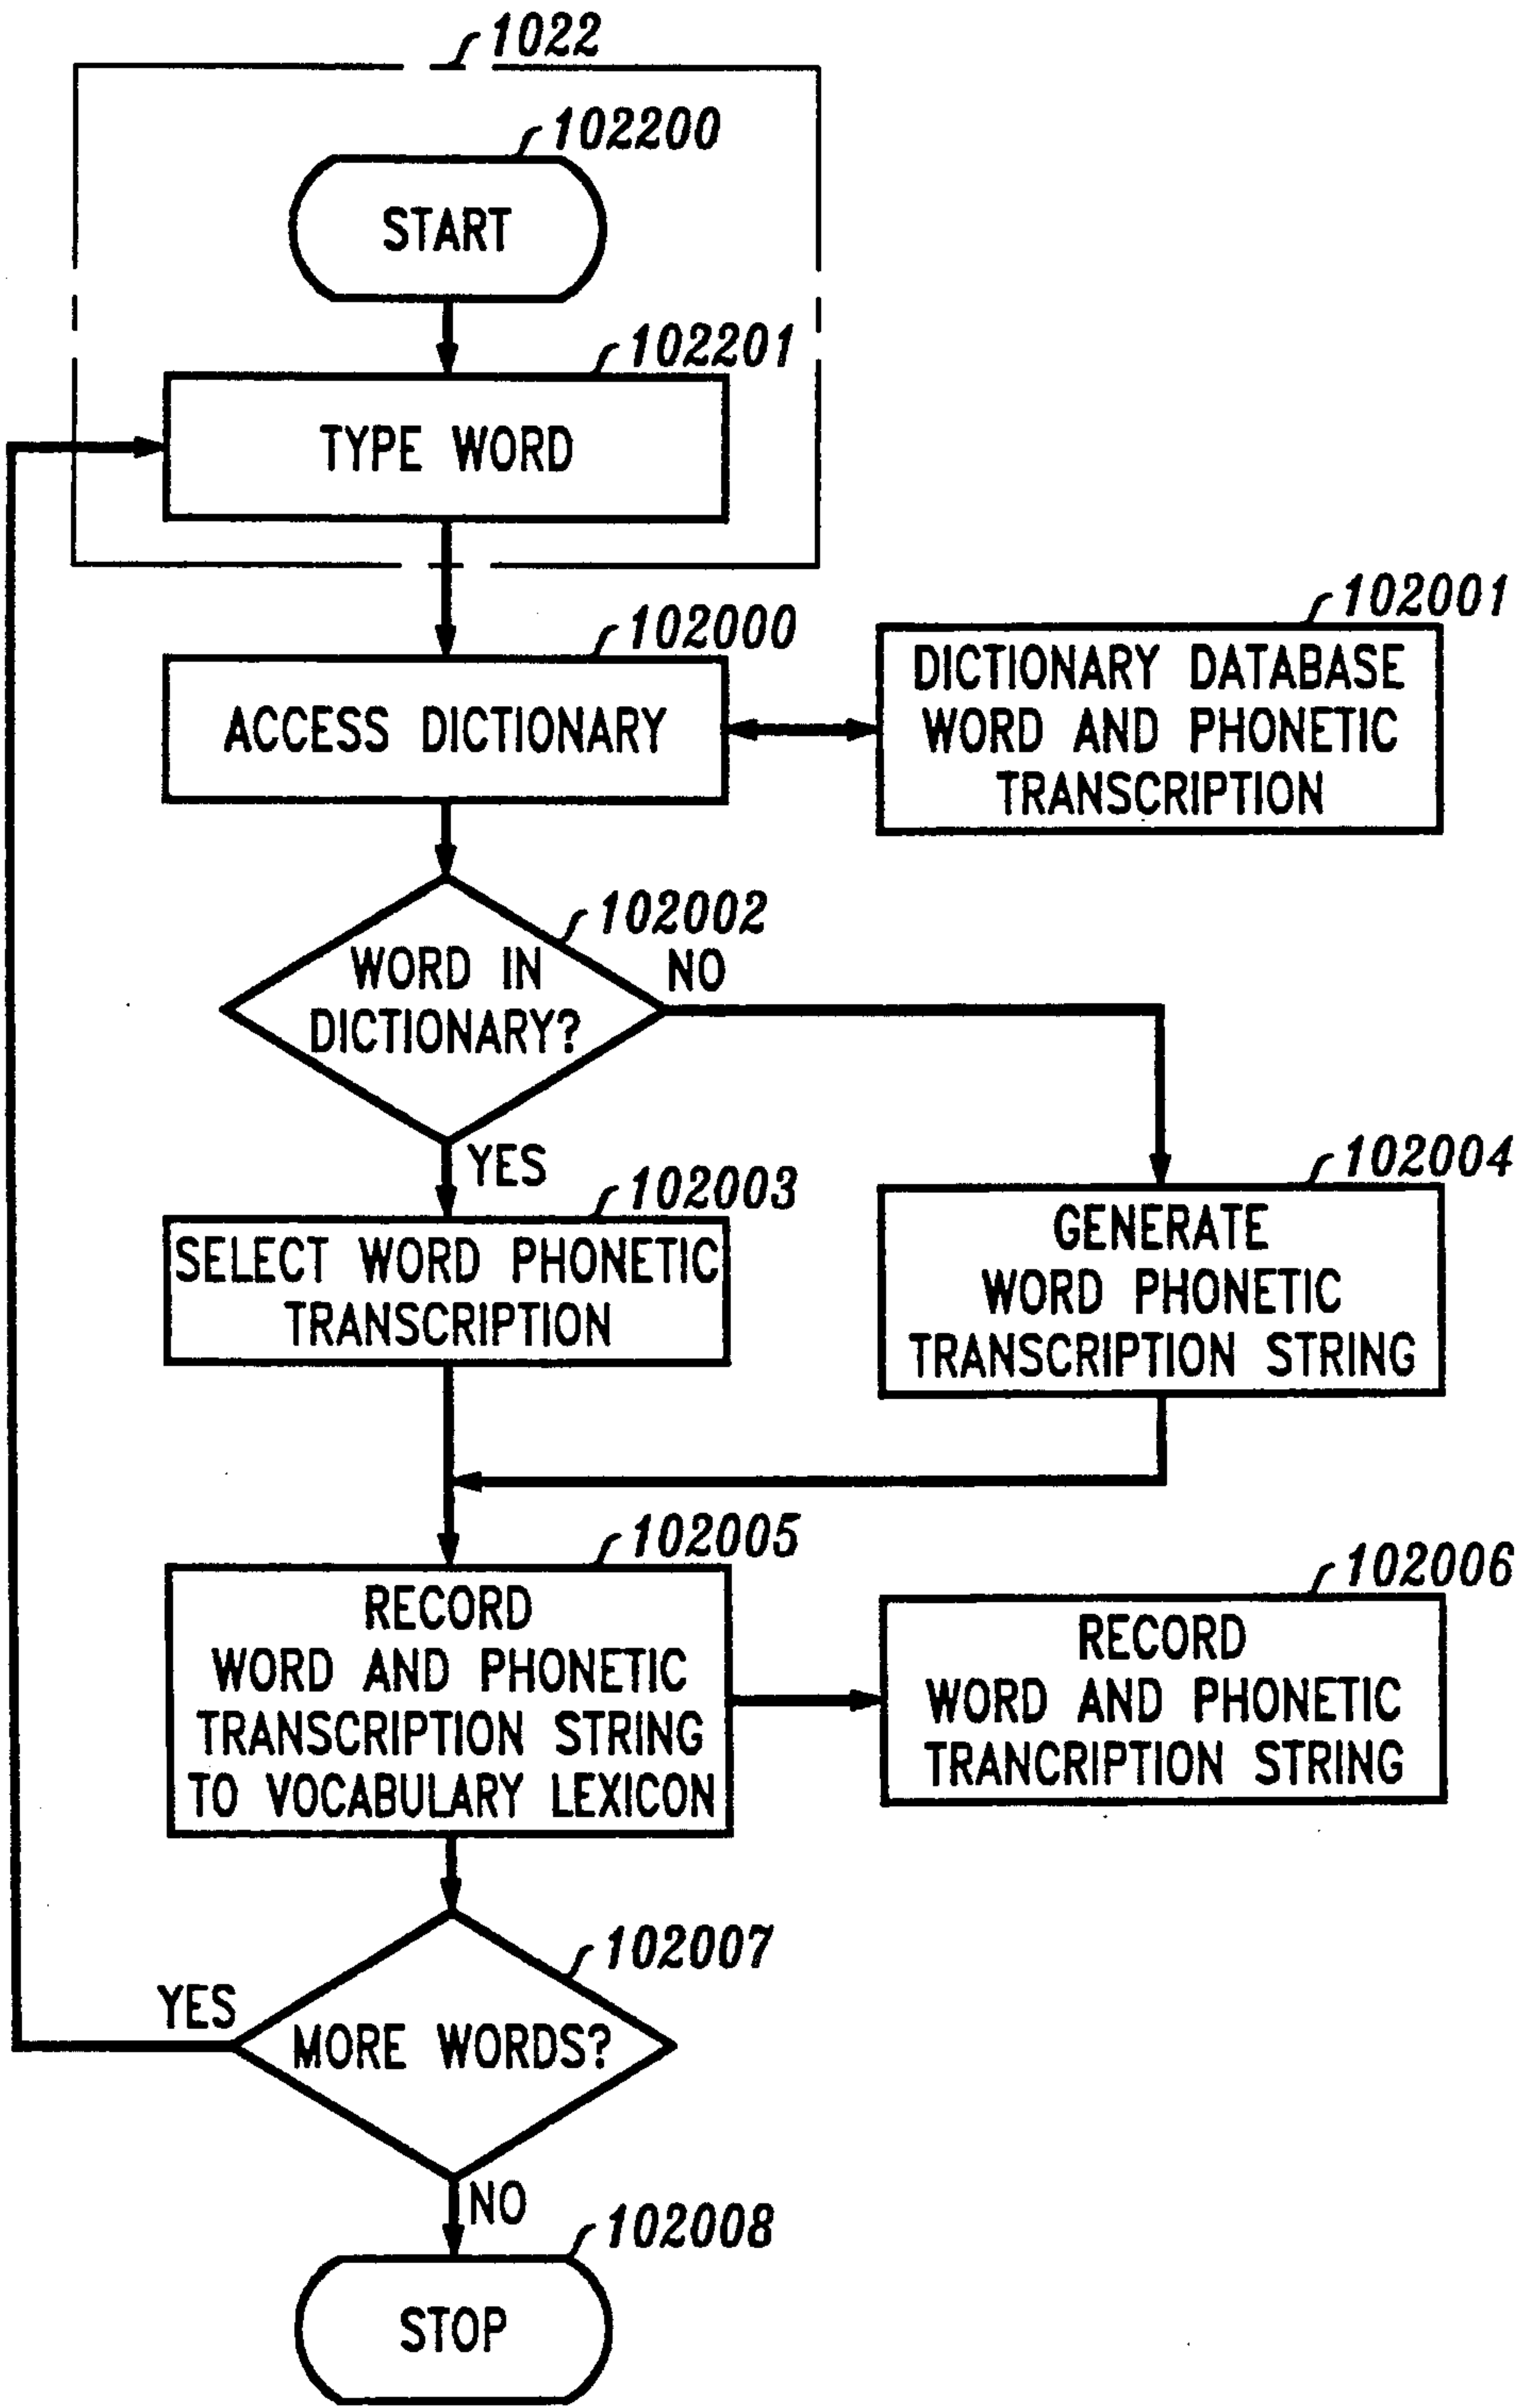 1022
102200
START
102201
TYPE WORD
102000
ACCESS DICTIONARY
102001
DICTIONARY DATABASE
WORD AND PHONETIC
TRANSCRIPTION
102002
WORD IN
DICTIONARY?
NO
YES
102003
SELECT WORD PHONETIC
TRANSCRIPTION
102004
GENERATE
WORD PHONETIC
TRANSCRIPTION STRING
102005
RECORD
WORD AND PHONETIC
TRANSCRIPTION STRING
TO VOCABULARY LEXICON
102006
RECORD
WORD AND PHONETIC
TRANCRIPTION STRING
102007
YES
MORE WORDS?
NO
102008
STOP